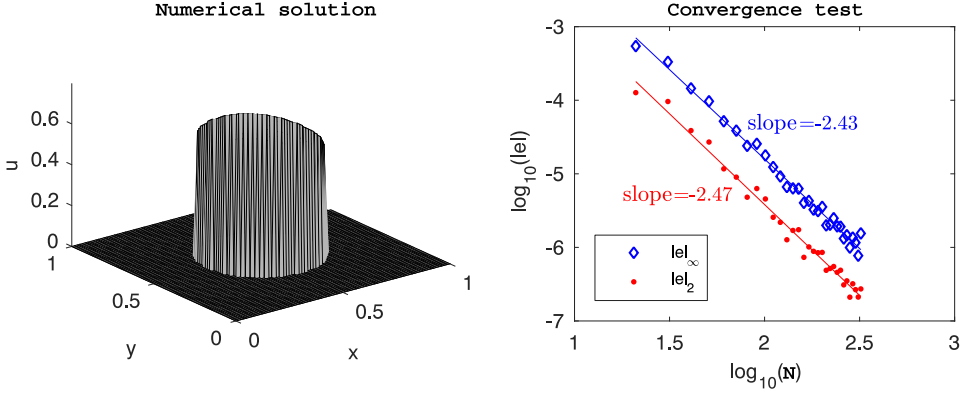 Numerical solution
u
0.6
0.4
0.2
0
1
0.5
0
y
0
0.5
1
x
Convergence test
-3
-4
-5
-6
-7
log10(|e|)
slope=-2.43
slope=-2.47
|e|∞
|e|2
1
1.5
2
2.5
3
log10(N)